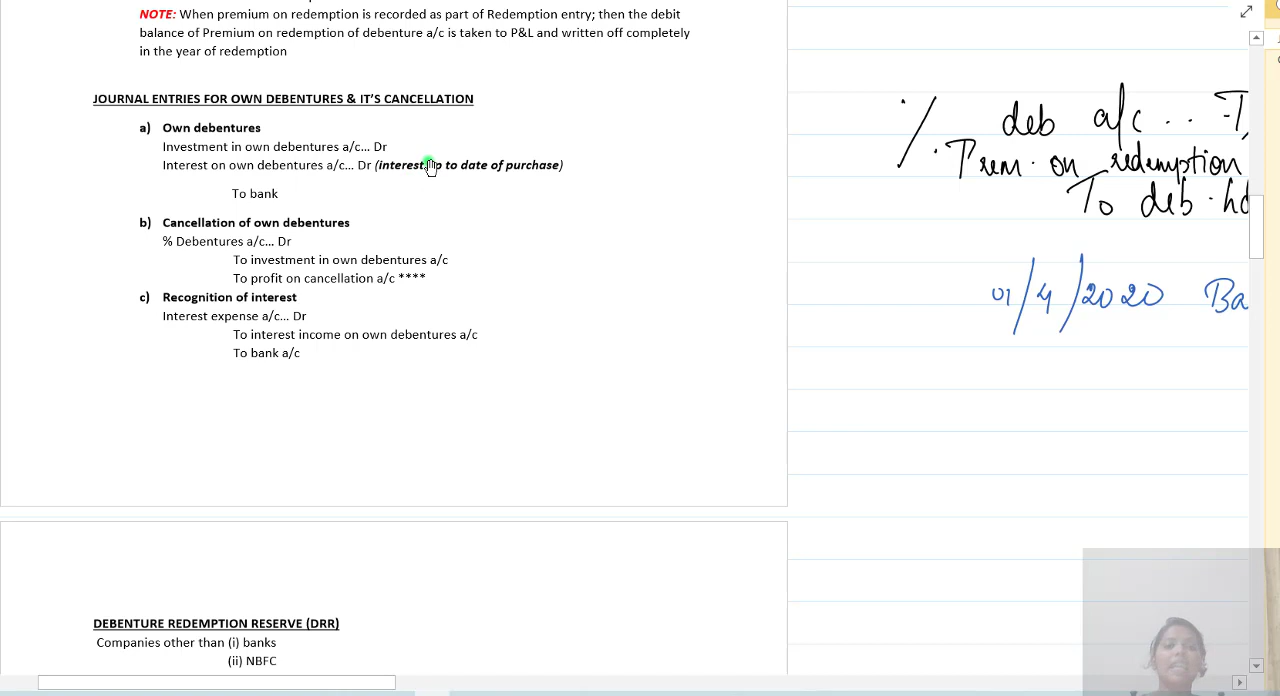 NOTE: When premium on redemption is recorded as part of Redemption entry; then the debit
balance of Premium on redemption of debenture a/c is taken to P&L and written off completely
in the year of redemption
JOURNAL ENTRIES FOR OWN DEBENTURES & IT'S CANCELLATION
a) Own debentures
Investment in own debentures a/c... Dr
Interest on own debentures a/c... Dr (interest up to date of purchase)
To bank
b) Cancellation of own debentures
% Debentures a/c... Dr
To investment in own debentures a/c
To profit on cancellation a/c ****
c) Recognition of interest
Interest expense a/c... Dr
To interest income on own debentures a/c
To bank a/c
DEBENTURE REDEMPTION RESERVE (DRR)
Companies other than (i) banks
(ii) NBFC
% deb a/c ..
Prem. on redemption
To deb.
01/4/2020 Ba